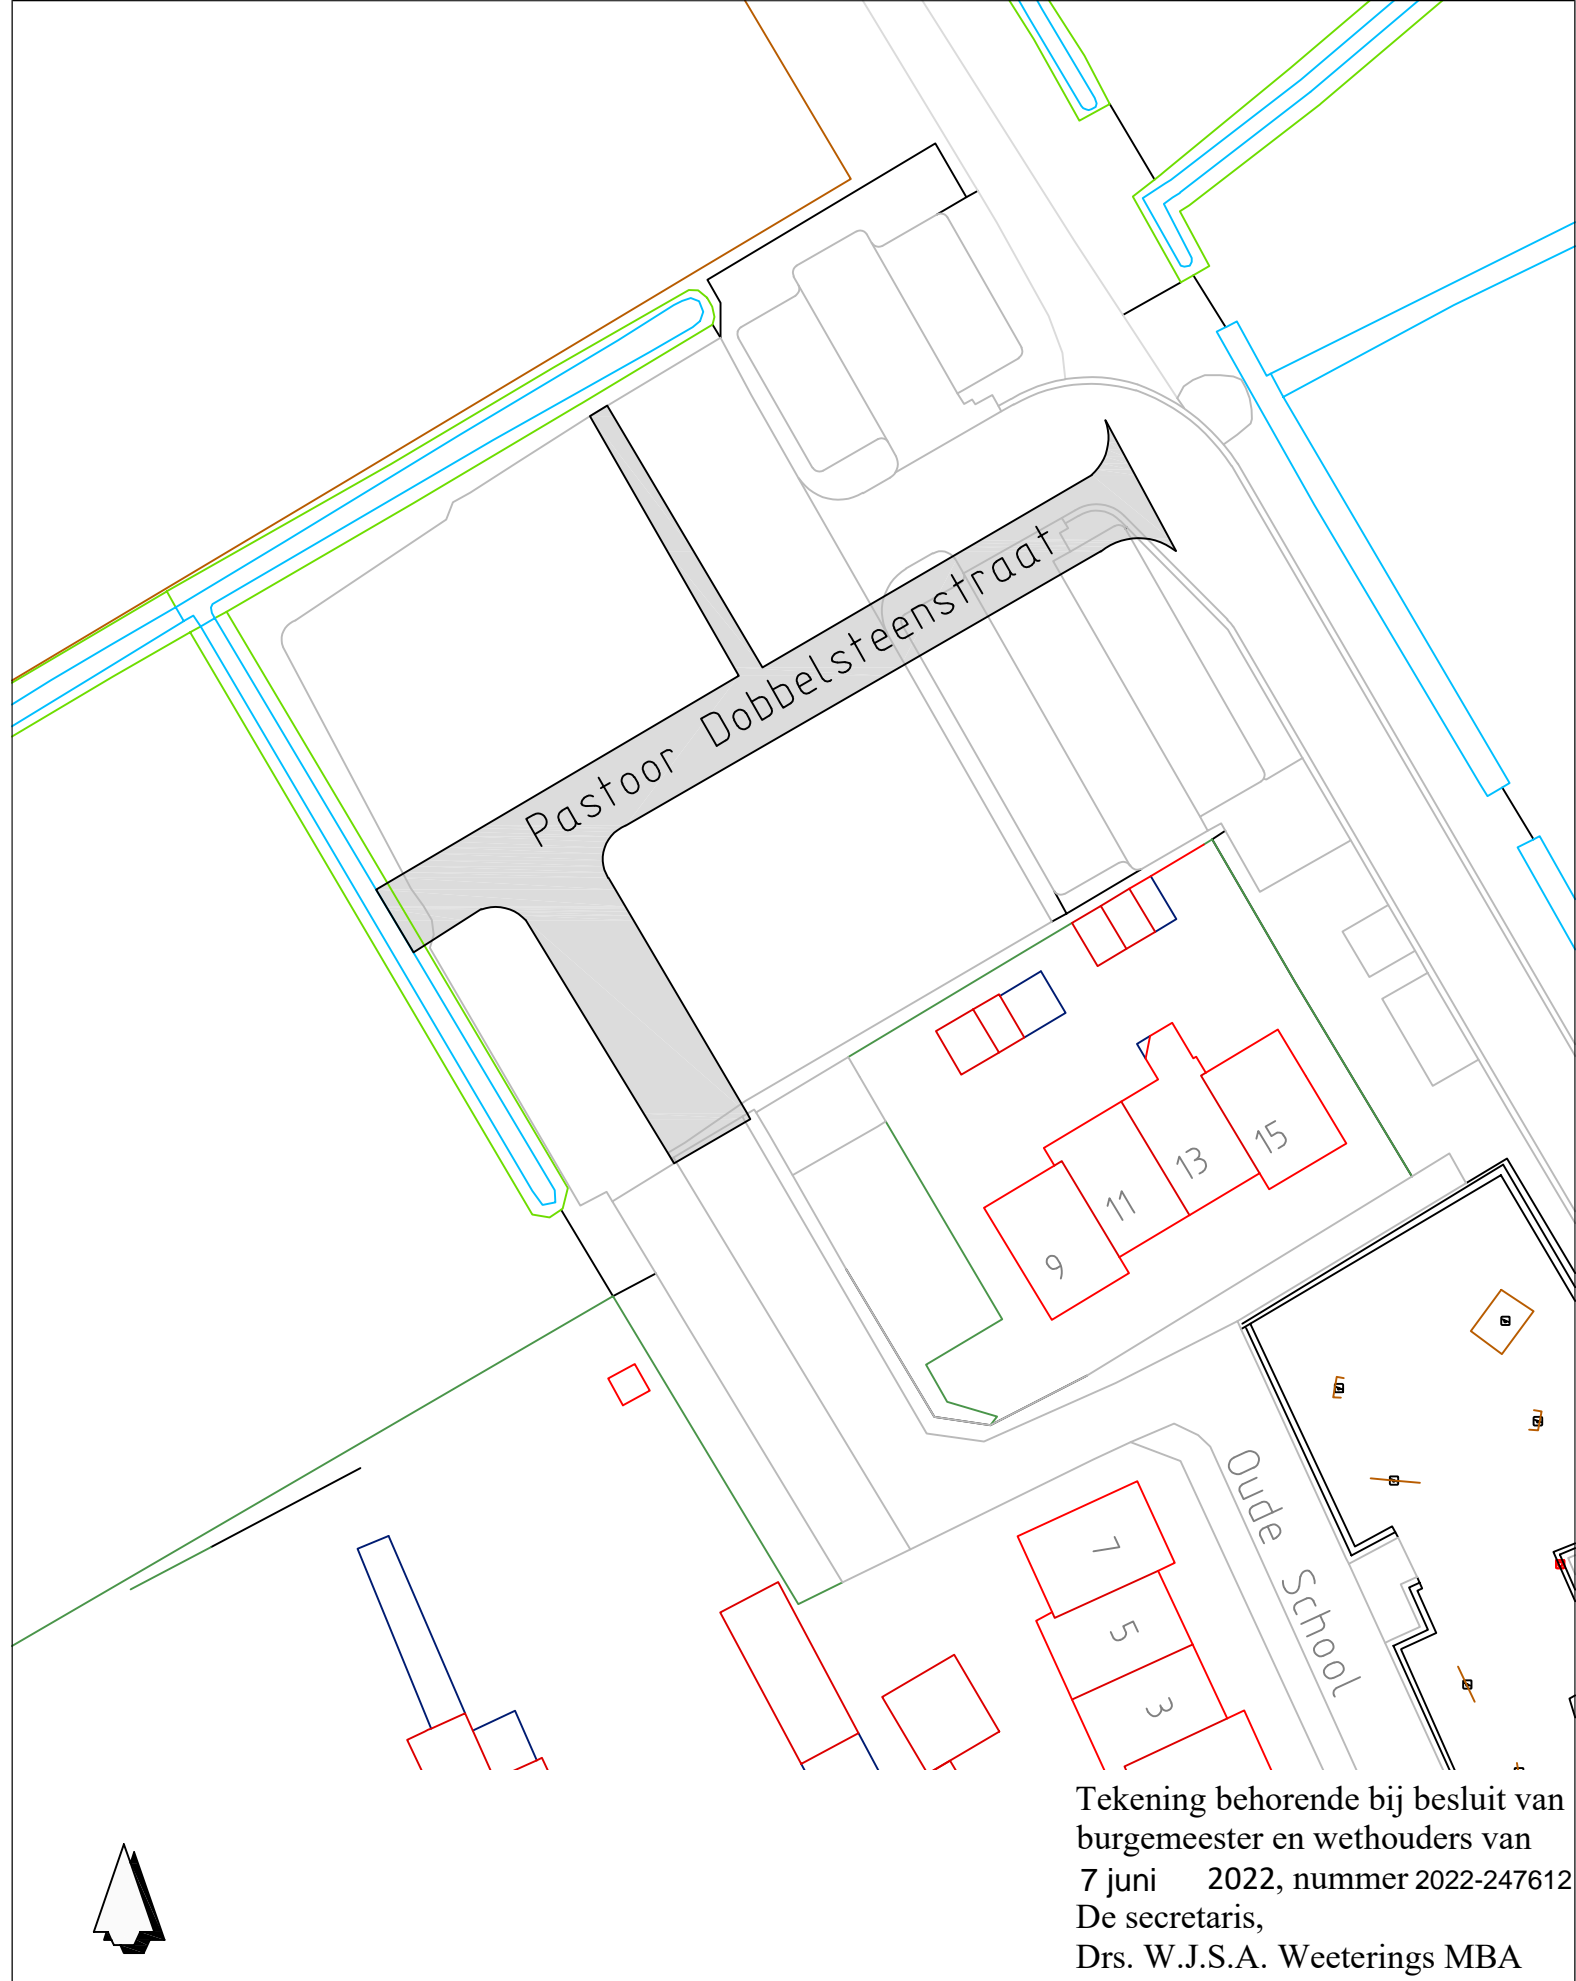 Pastoor Dobbelsteenstraat
15
13
11
9
Oude School
7
5
3
Tekening behorende bij besluit van
burgemeester en wethouders van
7 juni 2022, nummer 2022-247612
De secretaris,
Drs. W.J.S.A. Weeterings MBA